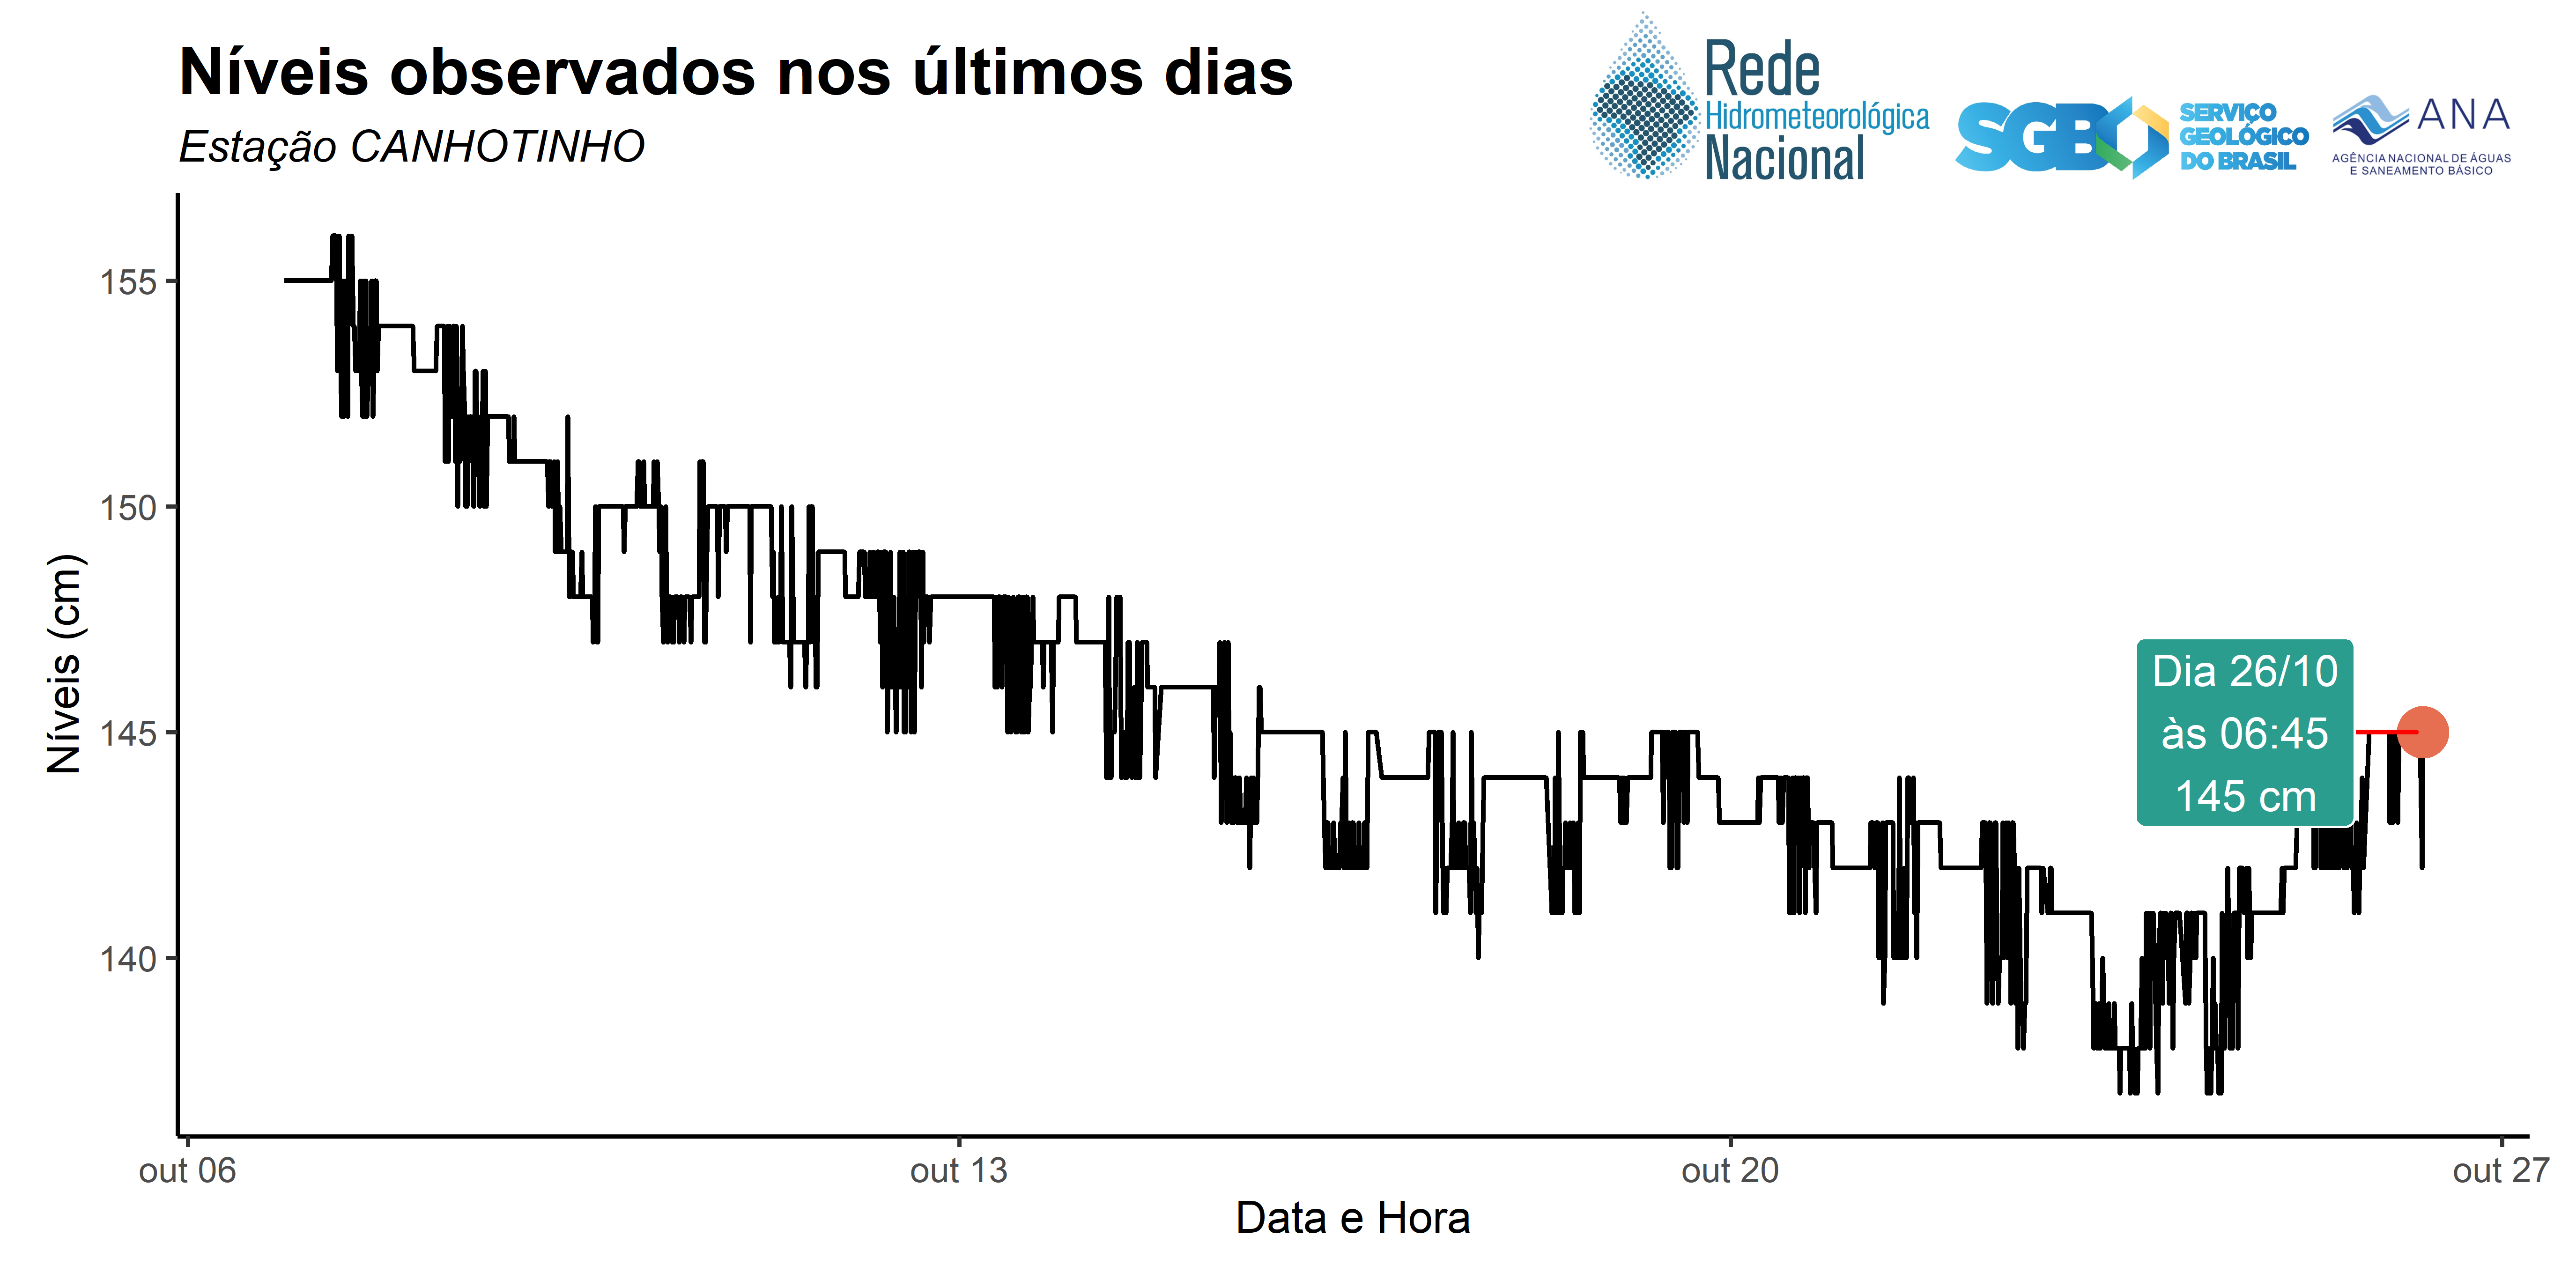 Níveis observados nos últimos dias
Estação CANHOTINHO
Rede
Hidrometeorológica
Nacional
SGB
SERVIÇO
GEOLÓGICO
DO BRASIL
ANA
AGÊNCIA NACIONAL DE ÁGUAS
E SANEAMENTO BÁSICO
Níveis (cm)
155
150
145
140
Dia 26/10
às 06:45
145 cm
out 06
out 13
out 20
out 27
Data e Hora